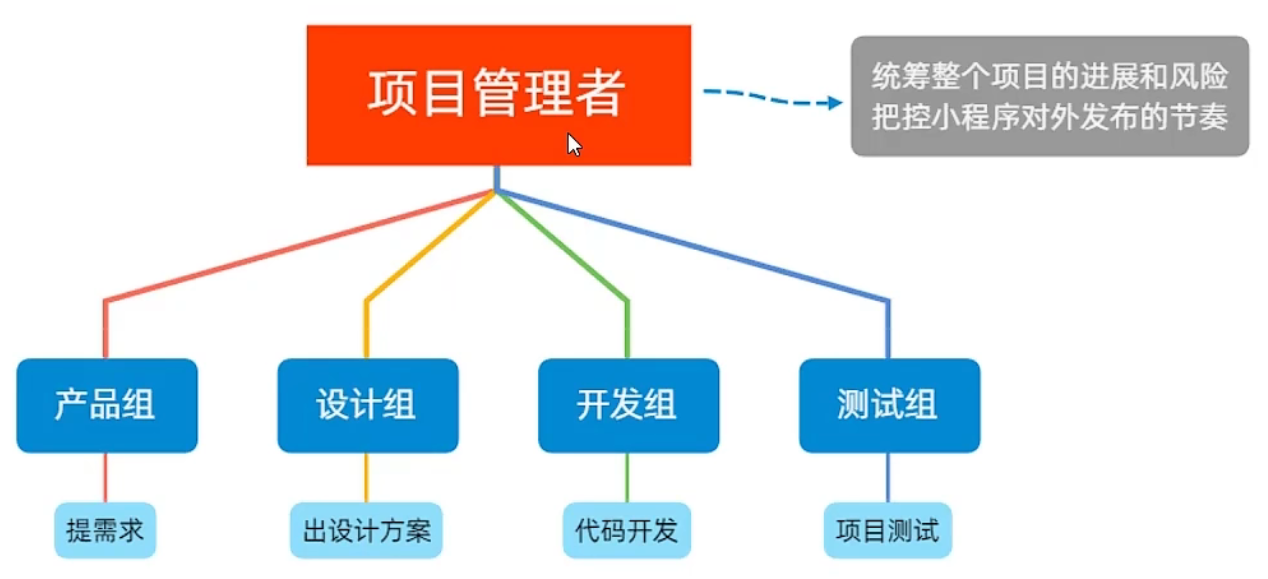 项目管理者
统筹整个项目的进展和风险
把控小程序对外发布的节奏
产品组
设计组
开发组
测试组
提需求
出设计方案
代码开发
项目测试